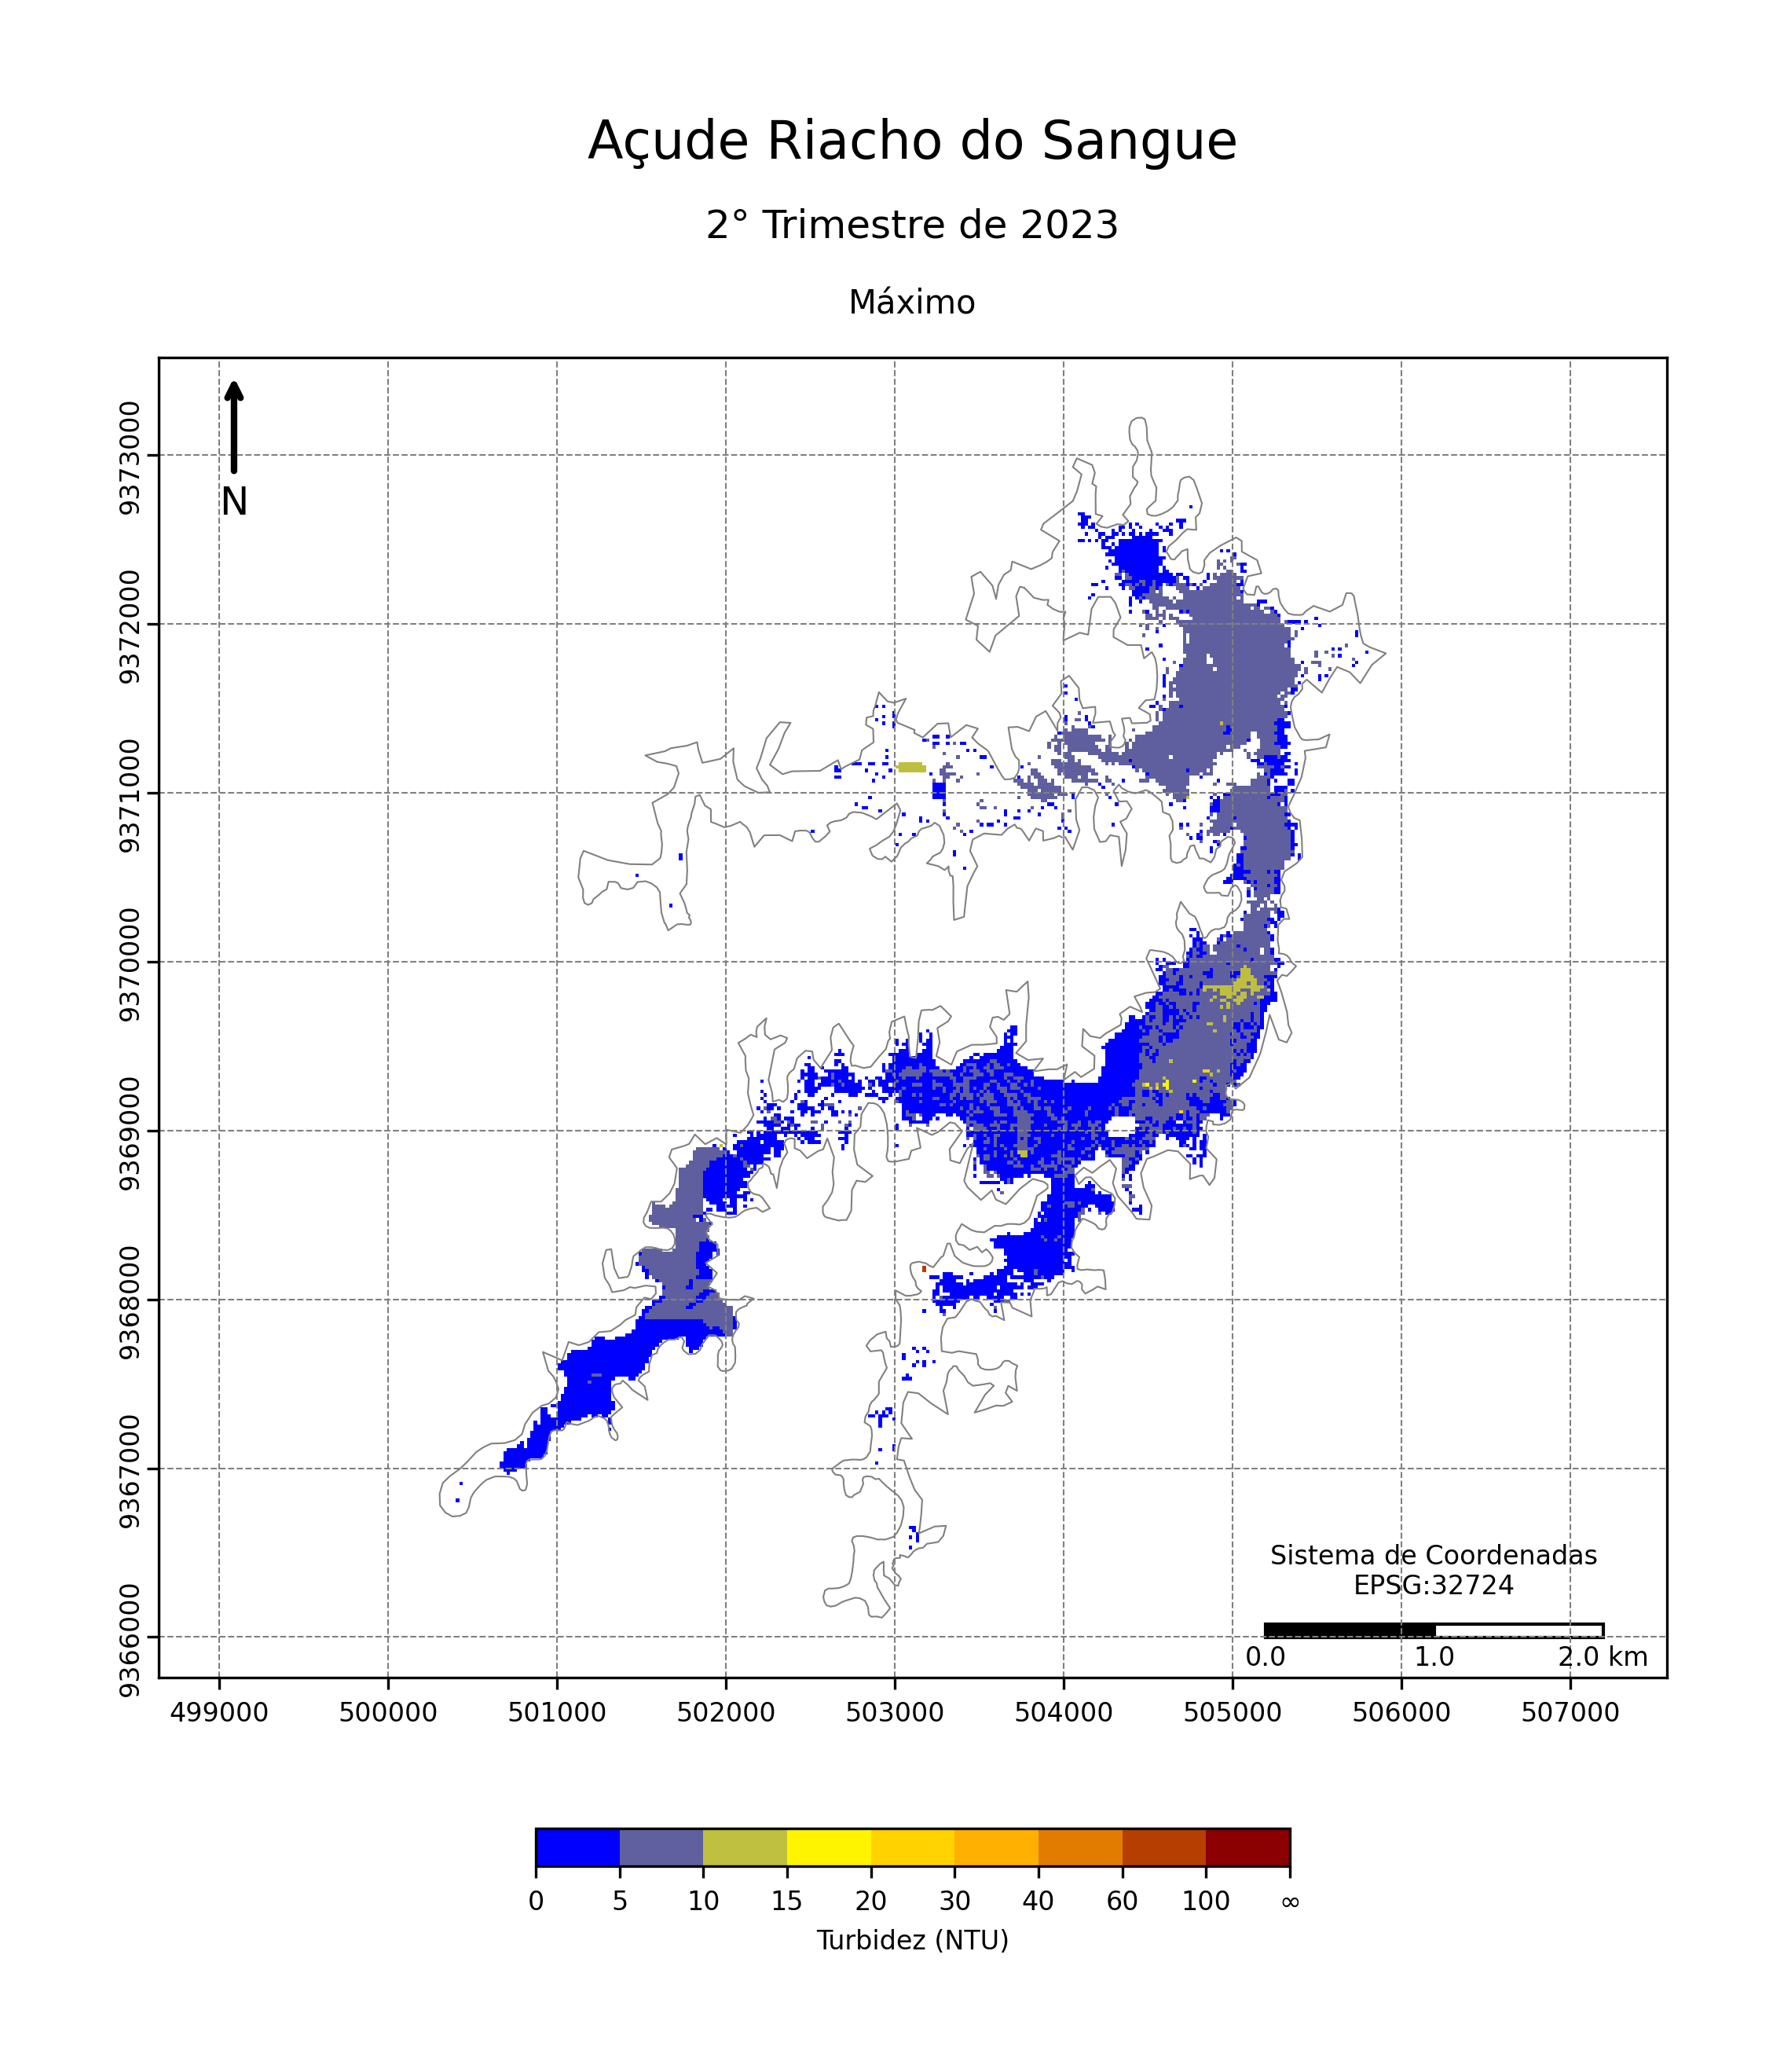 Açude Riacho do Sangue
2° Trimestre de 2023
Máximo
N
9373000
9372000
9371000
9370000
9369000
9368000
9367000
9366000
Sistema de Coordenadas
EPSG:32724
0.0 1.0 2.0 km
499000 500000 501000 502000 503000 504000 505000 506000 507000
0 5 10 15 20 30 40 60 100 ∞
Turbidez (NTU)